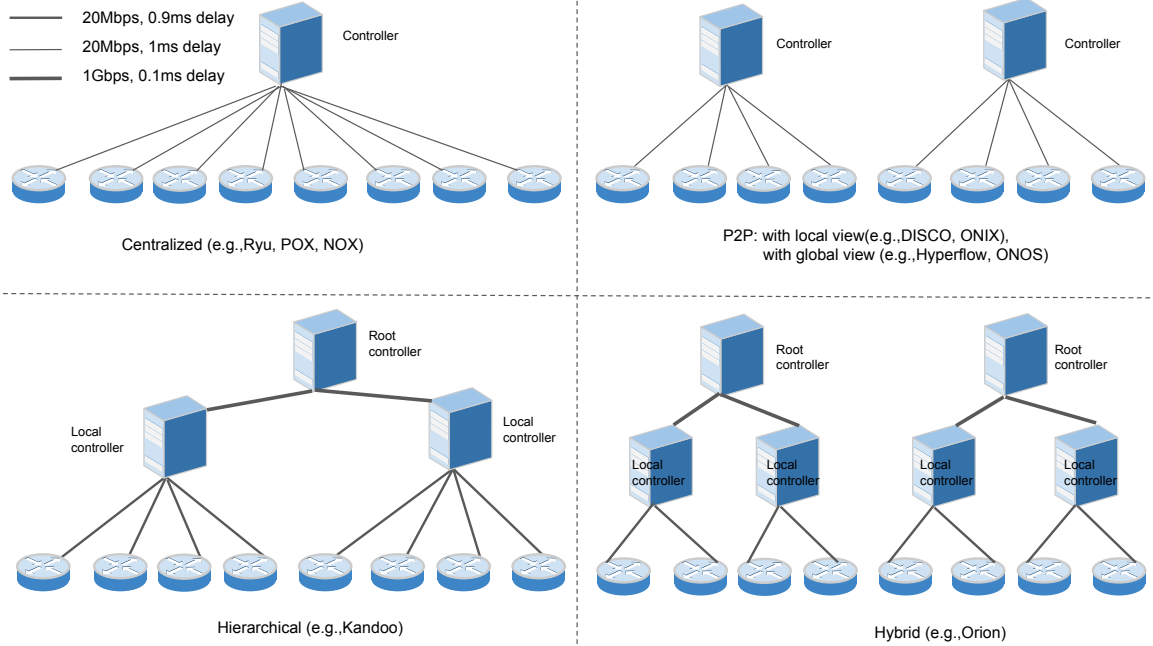 20Mbps, 0.9ms delay
20Mbps, 1ms delay
1Gbps, 0.1ms delay
Controller
Centralized (e.g.,Ryu, POX, NOX)
Controller
Controller
P2P: with local view(e.g.,DISCO, ONIX),
with global view (e.g.,Hyperflow, ONOS)
Root
controller
Local
controller
Local
controller
Hierarchical (e.g.,Kandoo)
Root
controller
Root
controller
Local
controller
Local
controller
Local
controller
Local
controller
Hybrid (e.g.,Orion)